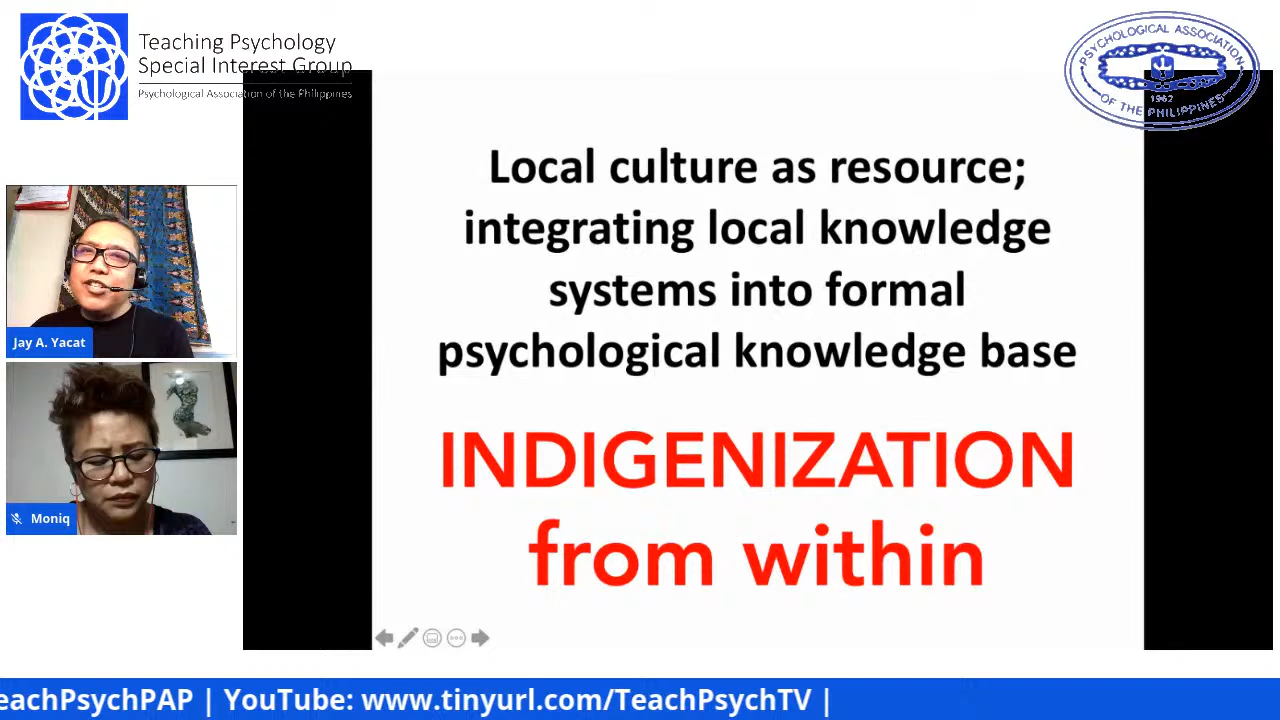 Teaching Psychology
Special Interest Group
Psychological Association of the Philippines
PSYCHOLOGICAL ASSOCIATION
1962
OF THE PHILIPPINES
Local culture as resource;
integrating local knowledge
systems into formal
psychological knowledge base
INDIGENIZATION
from within
Jay A. Yacat
Moniq
eachPsychPAP | YouTube: www.tinyurl.com/TeachPsychTV |